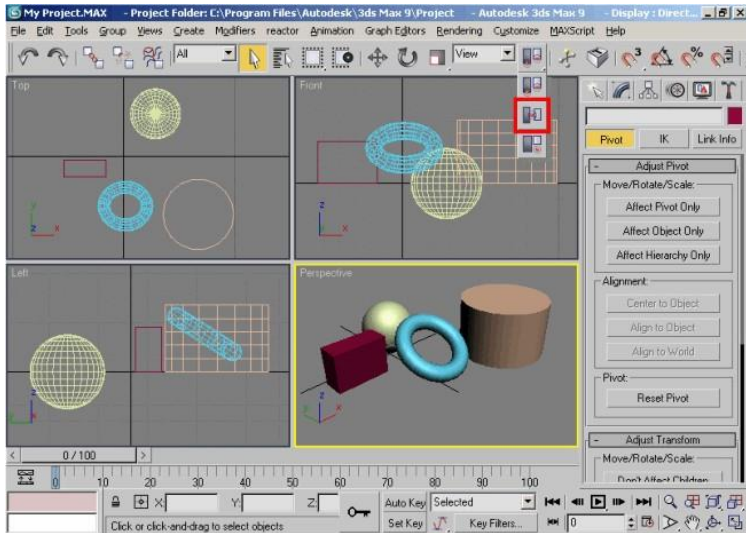 My Project.MAX - Project Folder: C:\Program Files\Autodesk\3ds Max 9\Project - Autodesk 3ds Max 9 - Display : Direct...
File Edit Tools Group Views Create Modifiers reactor Animation Graph Editors Rendering Customize MAXScript Help
All View
Top
Front
Pivot IK Link Info
- Adjust Pivot
Move/Rotate/Scale:
Affect Pivot Only
Affect Object Only
Affect Hierarchy Only
Alignment:
Center to Object
Align to Object
Align to World
Pivot:
Reset Pivot
- Adjust Transform
Move/Rotate/Scale:
Don't Affect Children
Left
Perspective
< 0 / 100 >
0 10 20 30 40 50 60 70 80 90 100
X: Y: Z: Auto Key Selected
Click or click-and-drag to select objects Set Key Key Filters... 0